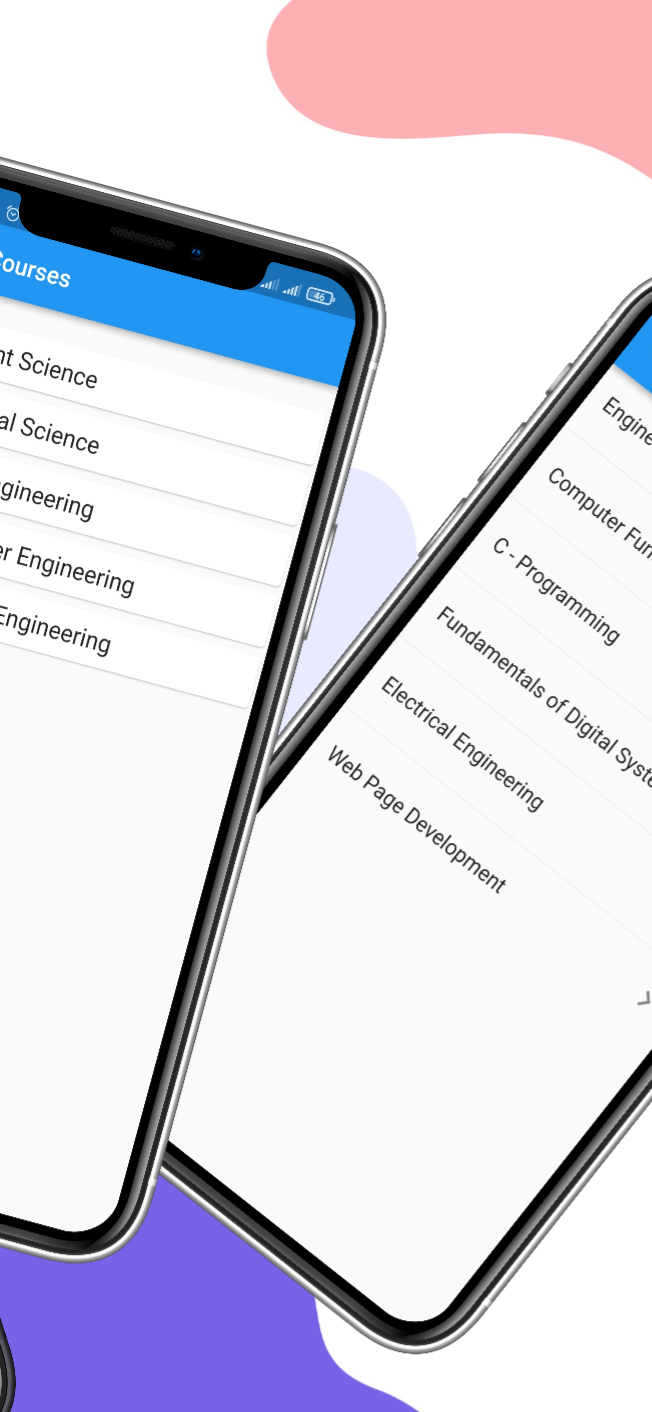 46
Courses
nt Science
al Science
gineering
er Engineering
Engineering
Engine
Computer Fun
C - Programming
Fundamentals of Digital Syste
Electrical Engineering
Web Page Development